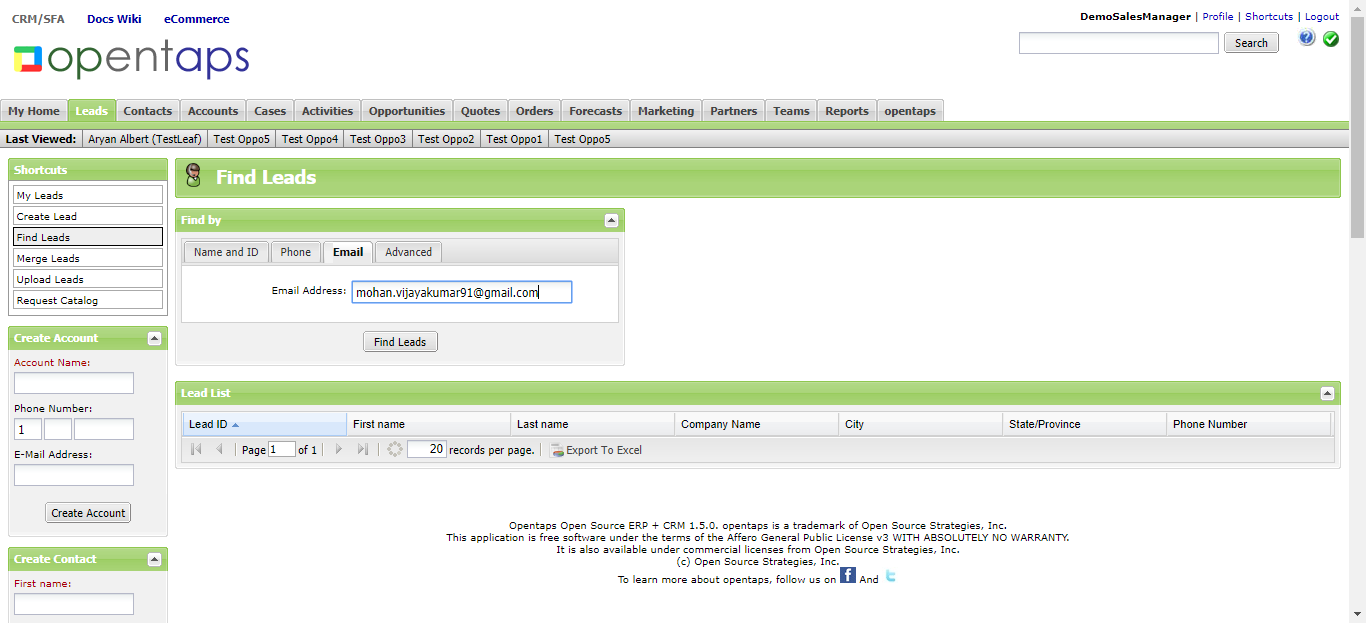 CRM/SFA Docs Wiki eCommerce
DemoSalesManager | Profile | Shortcuts | Logout
opentaps
Search
My Home Leads Contacts Accounts Cases Activities Opportunities Quotes Orders Forecasts Marketing Partners Teams Reports opentaps
Last Viewed: Aryan Albert (TestLeaf) Test Oppo5 Test Oppo4 Test Oppo3 Test Oppo2 Test Oppo1 Test Oppo5
Shortcuts
My Leads
Create Lead
Find Leads
Merge Leads
Upload Leads
Request Catalog
Create Account
Account Name:
Phone Number:
1
E-Mail Address:
Create Account
Create Contact
First name:
Find Leads
Find by
Name and ID Phone Email Advanced
Email Address: mohan.vijayakumar91@gmail.com
Find Leads
Lead List
Lead ID First name Last name Company Name City State/Province Phone Number
Page 1 of 1 20 records per page. Export To Excel
Opentaps Open Source ERP + CRM 1.5.0. opentaps is a trademark of Open Source Strategies, Inc.
This application is free software under the terms of the Affero General Public License v3 WITH ABSOLUTELY NO WARRANTY.
It is also available under commercial licenses from Open Source Strategies, Inc.
(c) Open Source Strategies, Inc.
To learn more about opentaps, follow us on f And t